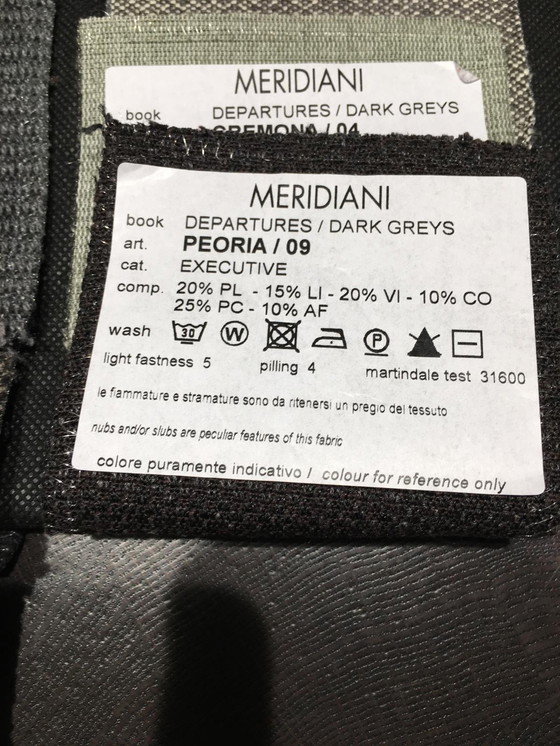 MERIDIANI
book DEPARTURES / DARK GREYS
CREMONA / 04
MERIDIANI
book DEPARTURES / DARK GREYS
art. PEORIA / 09
cat. EXECUTIVE
comp. 20% PL - 15% LI - 20% VI - 10% CO
25% PC - 10% AF
wash 30 W P
light fastness 5 pilling 4 martindale test 31600
le fiammature e stramature sono da ritenersi un pregio del tessuto
nubs and/or slubs are peculiar features of this fabric
colore puramente indicativo / colour for reference only